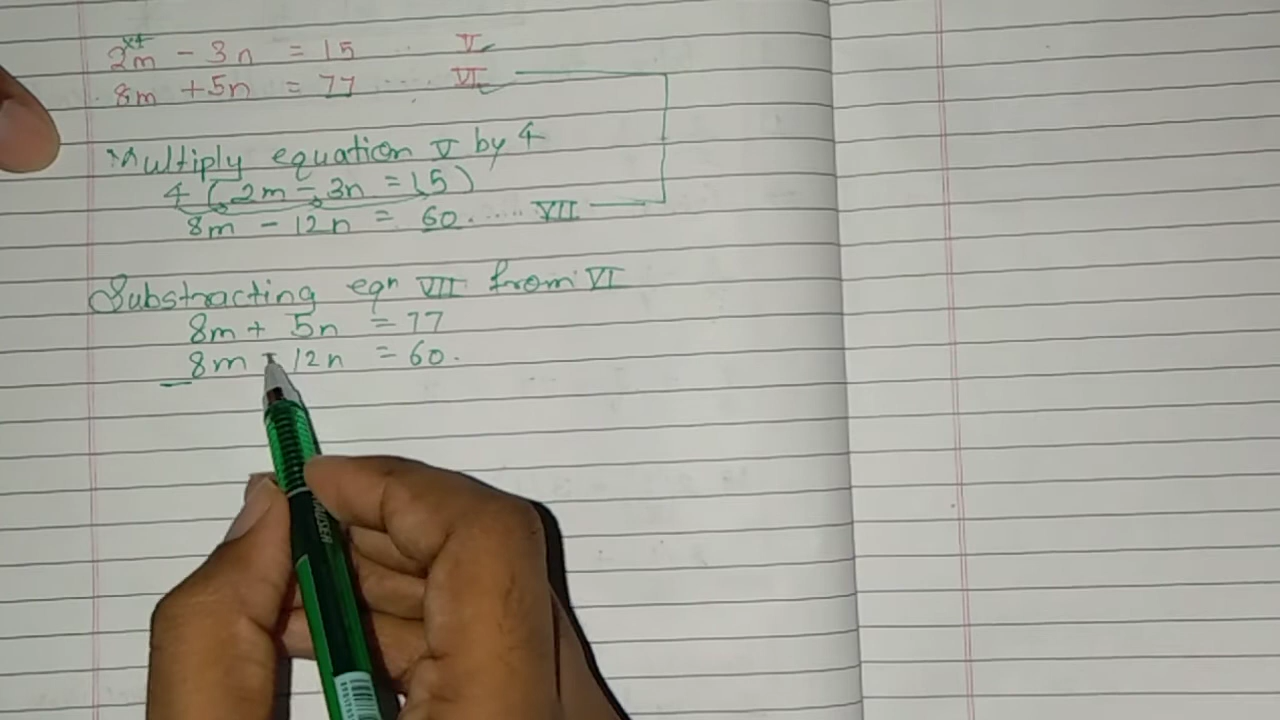 x4
2m - 3n = 15 .. V
8m + 5n = 77 .... VI
Multiply equation V by 4
4 ( 2m - 3n = 15 )
8m - 12n = 60 ...... VII
Substracting eqn VII from VI
8m + 5n = 77
8m - 12n = 60.